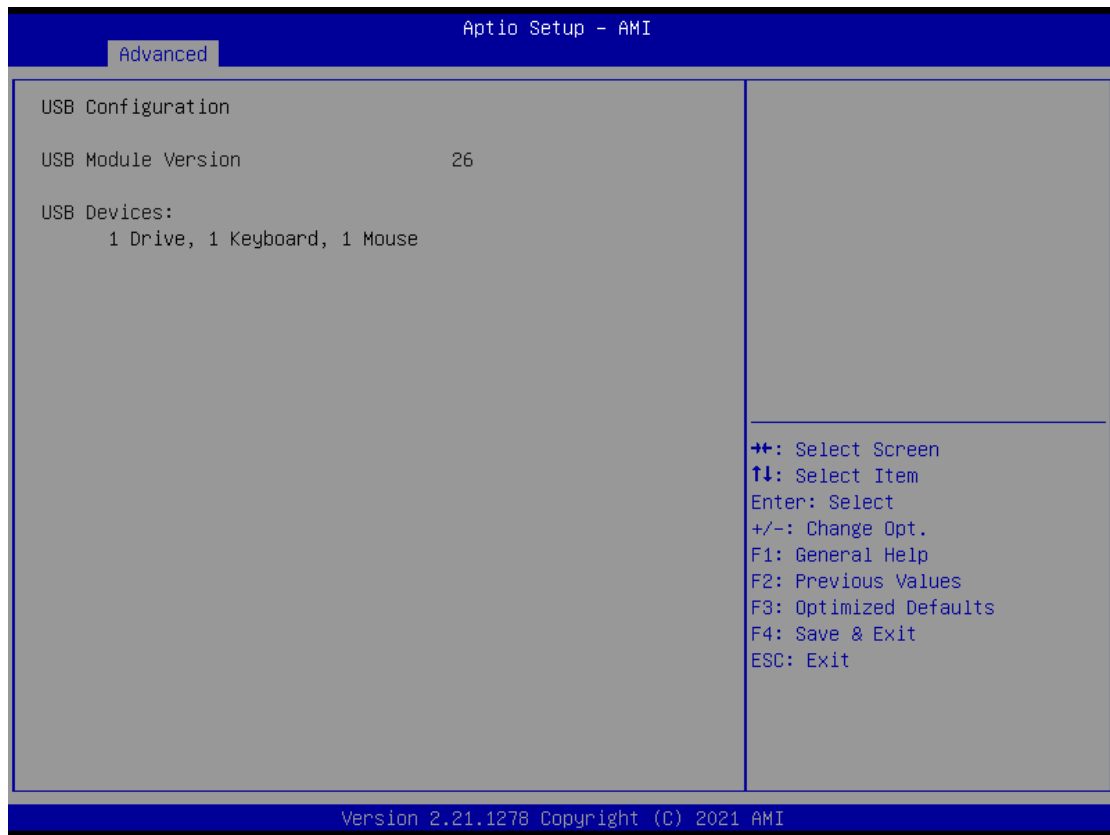 Aptio Setup – AMI
Advanced
USB Configuration
USB Module Version 26
USB Devices:
1 Drive, 1 Keyboard, 1 Mouse
→←: Select Screen
↑↓: Select Item
Enter: Select
+/-: Change Opt.
F1: General Help
F2: Previous Values
F3: Optimized Defaults
F4: Save & Exit
ESC: Exit
Version 2.21.1278 Copyright (C) 2021 AMI